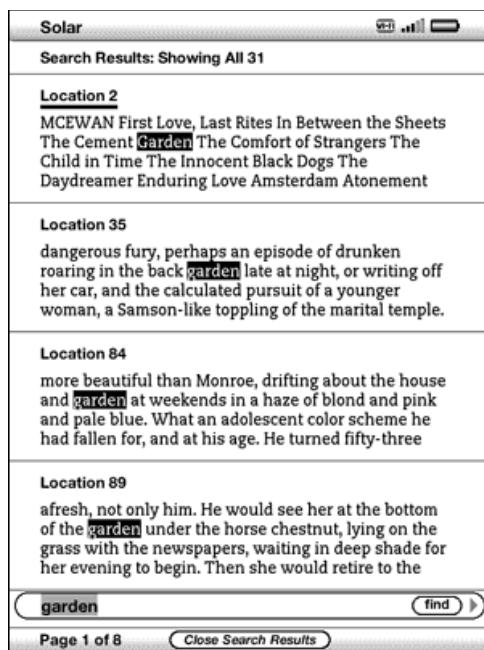 Solar
Wi-Fi
Search Results: Showing All 31
Location 2
MCEWAN First Love, Last Rites In Between the Sheets
The Cement Garden The Comfort of Strangers The
Child in Time The Innocent Black Dogs The
Daydreamer Enduring Love Amsterdam Atonement
Location 35
dangerous fury, perhaps an episode of drunken
roaring in the back garden late at night, or writing off
her car, and the calculated pursuit of a younger
woman, a Samson-like toppling of the marital temple.
Location 84
more beautiful than Monroe, drifting about the house
and garden at weekends in a haze of blond and pink
and pale blue. What an adolescent color scheme he
had fallen for, and at his age. He turned fifty-three
Location 89
afresh, not only him. He would see her at the bottom
of the garden under the horse chestnut, lying on the
grass with the newspapers, waiting in deep shade for
her evening to begin. Then she would retire to the
garden find
Page 1 of 8 Close Search Results